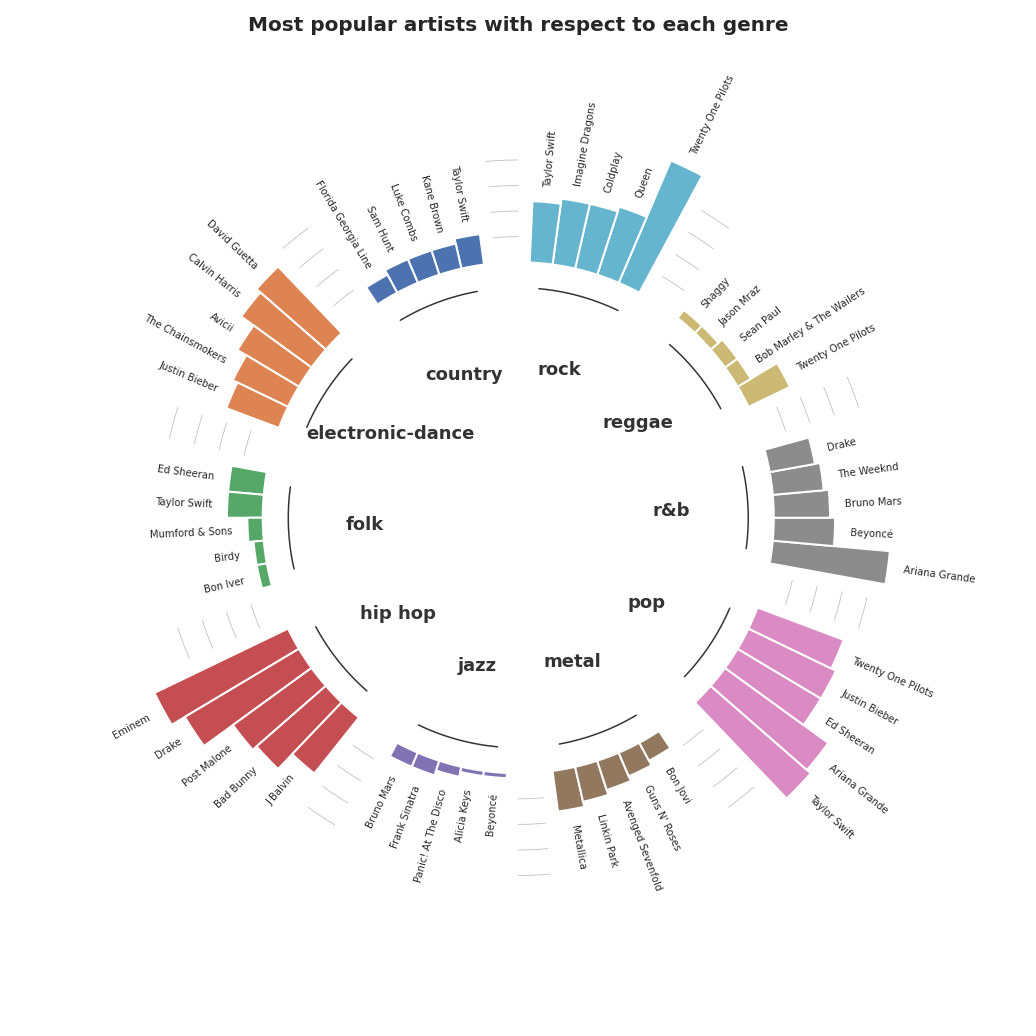 Most popular artists with respect to each genre
Taylor Swift
Imagine Dragons
Coldplay
Queen
Twenty One Pilots
rock
Shaggy
Jason Mraz
Sean Paul
Bob Marley & The Wailers
Twenty One Pilots
reggae
Drake
The Weeknd
Bruno Mars
Beyoncé
Ariana Grande
r&b
Twenty One Pilots
Justin Bieber
Ed Sheeran
Ariana Grande
Taylor Swift
pop
Bon Jovi
Guns N' Roses
Avenged Sevenfold
Linkin Park
Metallica
metal
Beyoncé
Alicia Keys
Panic! At The Disco
Frank Sinatra
Bruno Mars
jazz
J Balvin
Bad Bunny
Post Malone
Drake
Eminem
hip hop
Bon Iver
Birdy
Mumford & Sons
Taylor Swift
Ed Sheeran
folk
Justin Bieber
The Chainsmokers
Avicii
Calvin Harris
David Guetta
electronic-dance
Florida Georgia Line
Sam Hunt
Luke Combs
Kane Brown
Taylor Swift
country